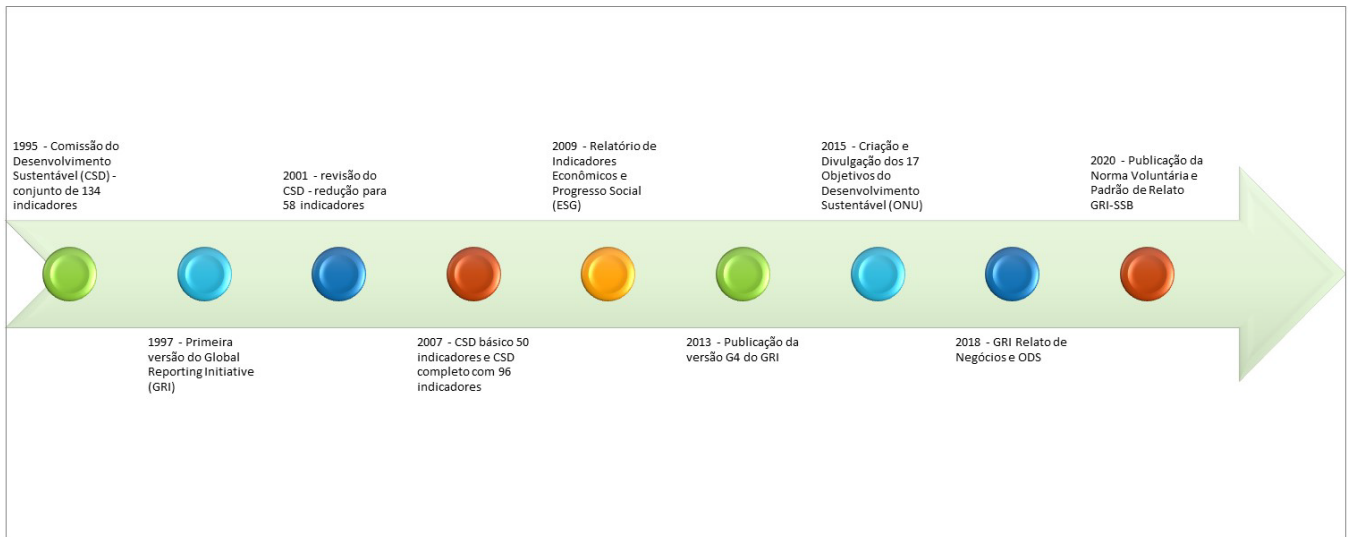 1995 - Comissão do
Desenvolvimento
Sustentável (CSD) -
conjunto de 134
indicadores
1997 - Primeira
versão do Global
Reporting Initiative
(GRI)
2001 - revisão do
CSD - redução para
58 indicadores
2007 - CSD básico 50
indicadores e CSD
completo com 96
indicadores
2009 - Relatório de
Indicadores
Econômicos e
Progresso Social
(ESG)
2013 - Publicação da
versão G4 do GRI
2015 - Criação e
Divulgação dos 17
Objetivos do
Desenvolvimento
Sustentável (ONU)
2018 - GRI Relato de
Negócios e ODS
2020 - Publicação da
Norma Voluntária e
Padrão de Relato
GRI-SSB